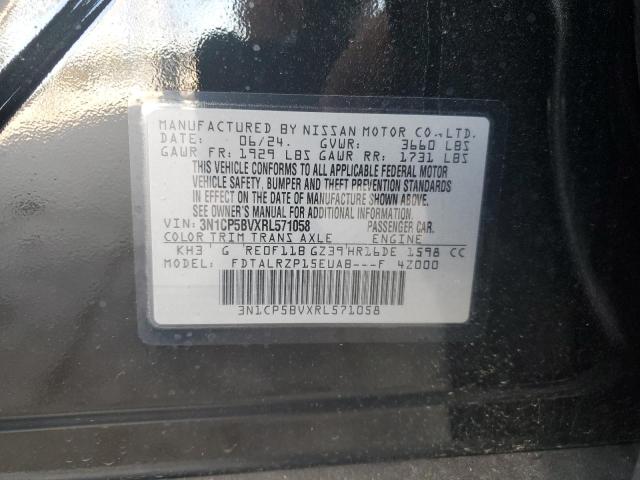 MANUFACTURED BY NISSAN MOTOR CO.,LTD.
DATE: 06/24. GVWR: 3660 LBS
GAWR FR: 1929 LBS GAWR RR: 1731 LBS
THIS VEHICLE CONFORMS TO ALL APPLICABLE FEDERAL MOTOR
VEHICLE SAFETY, BUMPER AND THEFT PREVENTION STANDARDS
IN EFFECT ON THE DATE OF MANUFACTURE SHOWN ABOVE.
SEE OWNER'S MANUAL FOR ADDITIONAL INFORMATION
VIN: 3N1CP5BVXRL571058 PASSENGER CAR.
COLOR TRIM TRANS AXLE ENGINE
KH3 G RE0F11B GZ39 HR16DE 1598 CC
MODEL: FDTALRZP15EUAB---F 4Z000
3N1CP5BVXRL571058